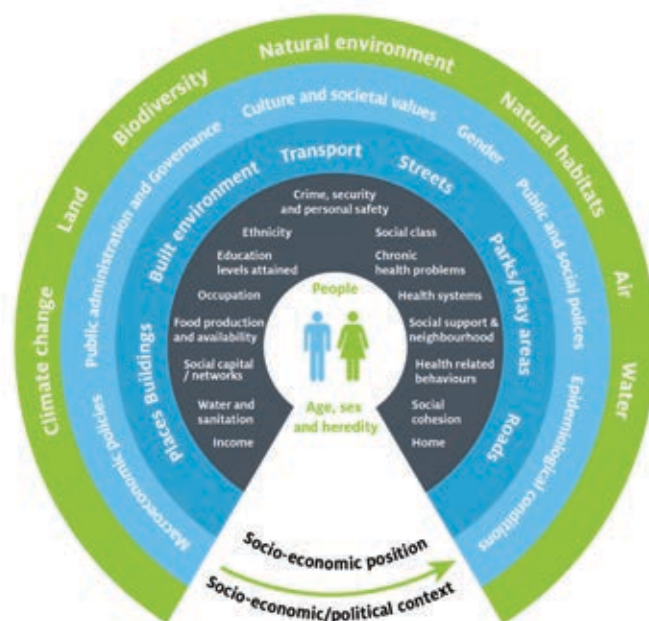 Climate change
Land
Biodiversity
Natural environment
Natural habitats
Air
Water
Macroeconomic policies
Public administration and Governance
Culture and societal values
Gender
Public and social polices
Epidemiological conditions
Places Buildings
Built environment
Transport
Streets
Parks/Play areas
Roads
Crime, security
and personal safety
Ethnicity
Social class
Education
levels attained
Chronic
health problems
Occupation
Health systems
Food production
and availability
Social support &
neighbourhood
Social capital
/ networks
Health related
behaviours
Water and
sanitation
Social
cohesion
Income
Home
People
Age, sex
and heredity
Socio-economic position
Socio-economic/political context